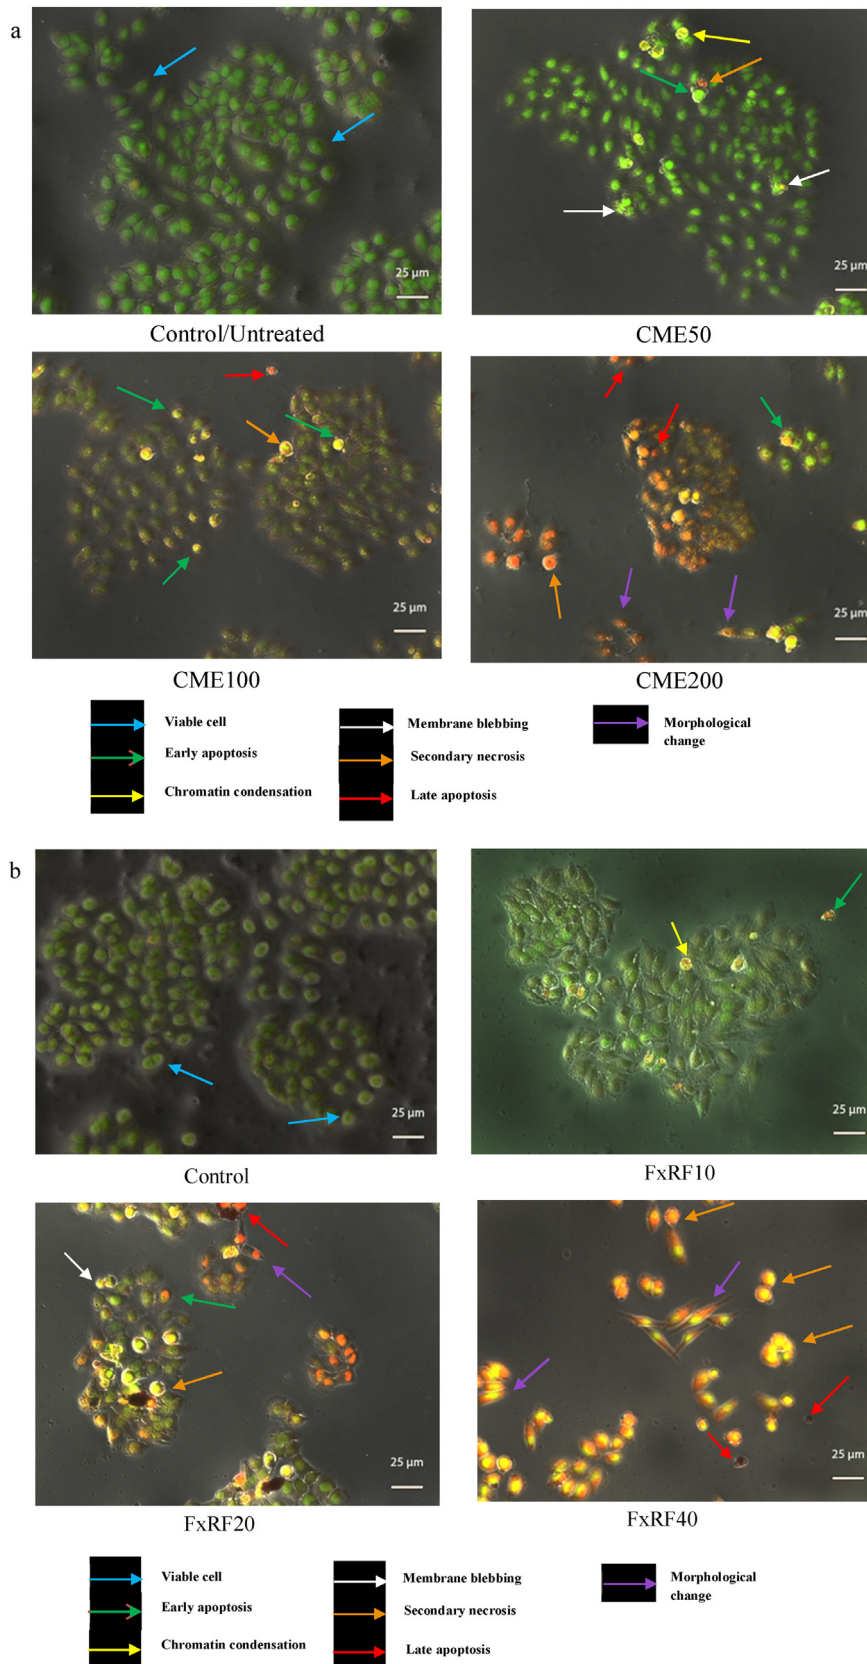 a
25 µm
25 µm
Control/Untreated
CME50
25 µm
25 µm
CME100
CME200
Viable cell
Early apoptosis
Chromatin condensation
Membrane blebbing
Secondary necrosis
Late apoptosis
Morphological
change
b
25 µm
25 µm
Control
FxRF10
25 µm
25 µm
FxRF20
FxRF40
Viable cell
Early apoptosis
Chromatin condensation
Membrane blebbing
Secondary necrosis
Late apoptosis
Morphological
change